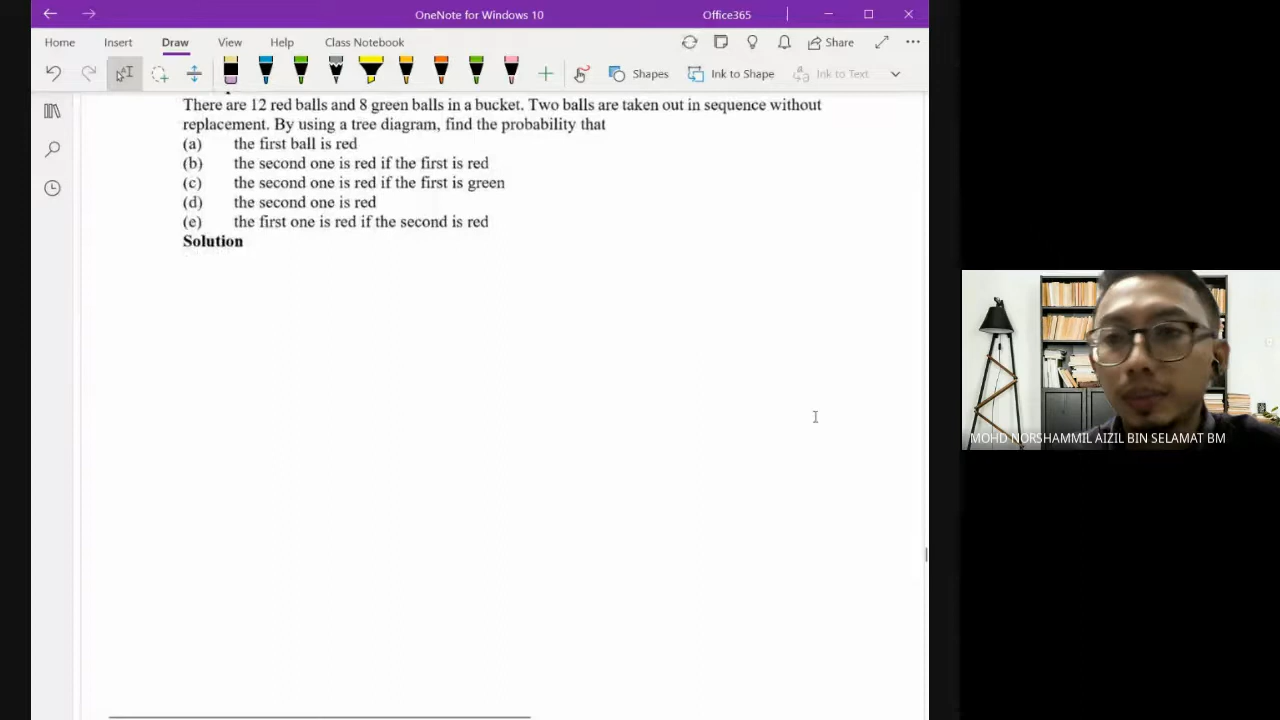 OneNote for Windows 10
Office365
Home
Insert
Draw
View
Help
Class Notebook
Share
Shapes
Ink to Shape
Ink to Text
There are 12 red balls and 8 green balls in a bucket. Two balls are taken out in sequence without
replacement. By using a tree diagram, find the probability that
(a) the first ball is red
(b) the second one is red if the first is red
(c) the second one is red if the first is green
(d) the second one is red
(e) the first one is red if the second is red
Solution
MOHD NORSHAMMIL AIZIL BIN SELAMAT BM